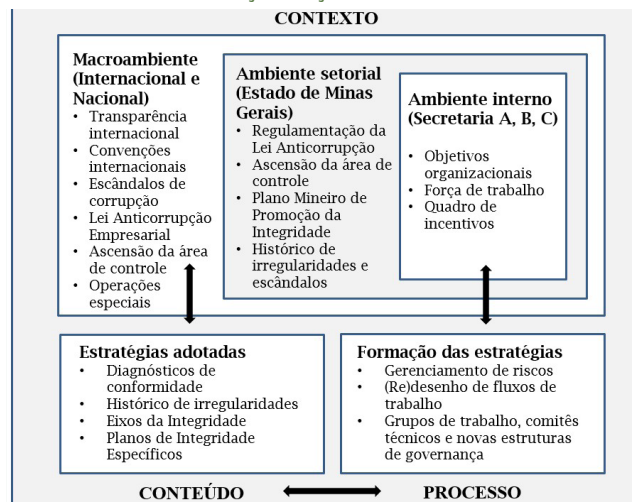 CONTEXTO
Macroambiente
(Internacional e
Nacional)
• Transparência
internacional
• Convenções
internacionais
• Escândalos de
corrupção
• Lei Anticorrupção
Empresarial
• Ascensão da área
de controle
• Operações
especiais
Ambiente setorial
(Estado de Minas
Gerais)
• Regulamentação da
Lei Anticorrupção
• Ascensão da área de
controle
• Plano Mineiro de
Promoção da
Integridade
• Histórico de
irregularidades e
escândalos
Ambiente interno
(Secretaria A, B, C)
• Objetivos
organizacionais
• Força de trabalho
• Quadro de
incentivos
Estratégias adotadas
• Diagnósticos de
conformidade
• Histórico de irregularidades
• Eixos da Integridade
• Planos de Integridade
Específicos
Formação das estratégias
• Gerenciamento de riscos
• (Re)desenho de fluxos de
trabalho
• Grupos de trabalho, comitês
técnicos e novas estruturas
de governança
CONTEÚDO
PROCESSO